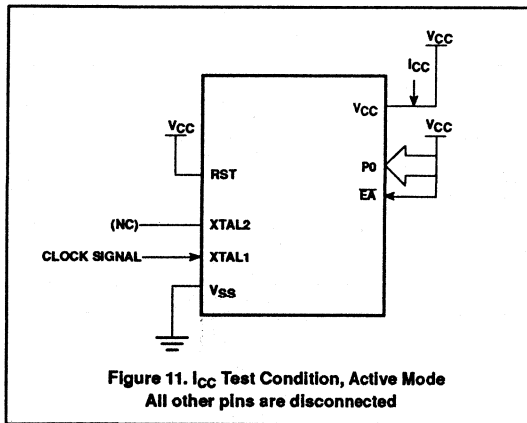 VCC
ICC
VCC
VCC
VCC
P0
RST
EA
(NC)
XTAL2
CLOCK SIGNAL
XTAL1
VSS
Figure 11. ICC Test Condition, Active Mode
All other pins are disconnected